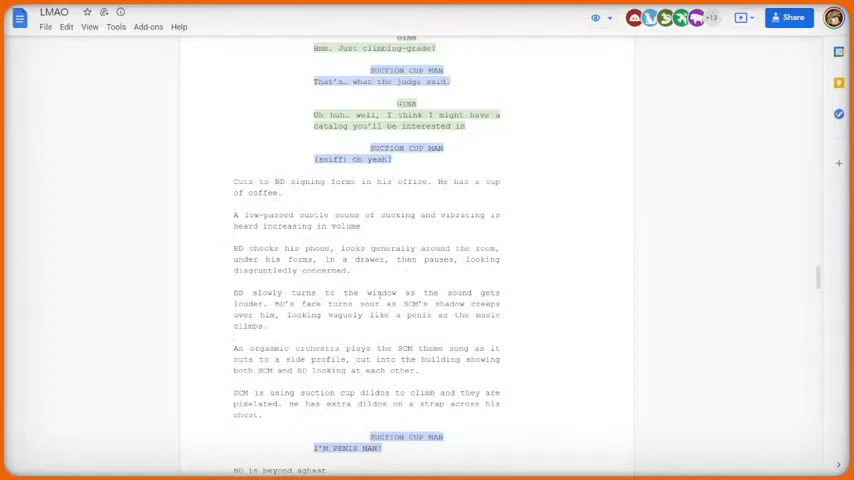 LMAO
File Edit View Tools Add-ons Help
+13
Share
GINA
Hmm. Just climbing-grade?
SUCTION CUP MAN
That's… what the judge said.
GINA
Uh huh… well, I think I might have a
catalog you'll be interested in
SUCTION CUP MAN
(sniff) Oh yeah?
Cuts to BD signing forms in his office. He has a cup
of coffee.
A low-passed subtle sound of sucking and vibrating is
heard increasing in volume
BD checks his phone, looks generally around the room,
under his forms, in a drawer, then pauses, looking
disgruntledly concerned.
BD slowly turns to the window as the sound gets
louder. BD's face turns sour as SCM's shadow creeps
over him, looking vaguely like a penis as the music
climbs.
An orgasmic orchestra plays the SCM theme song as it
cuts to a side profile, cut into the building showing
both SCM and BD looking at each other.
SCM is using suction cup dildos to climb and they are
pixelated. He has extra dildos on a strap across his
chest.
SUCTION CUP MAN
I'M PENIS MAN!
BD is beyond aghast